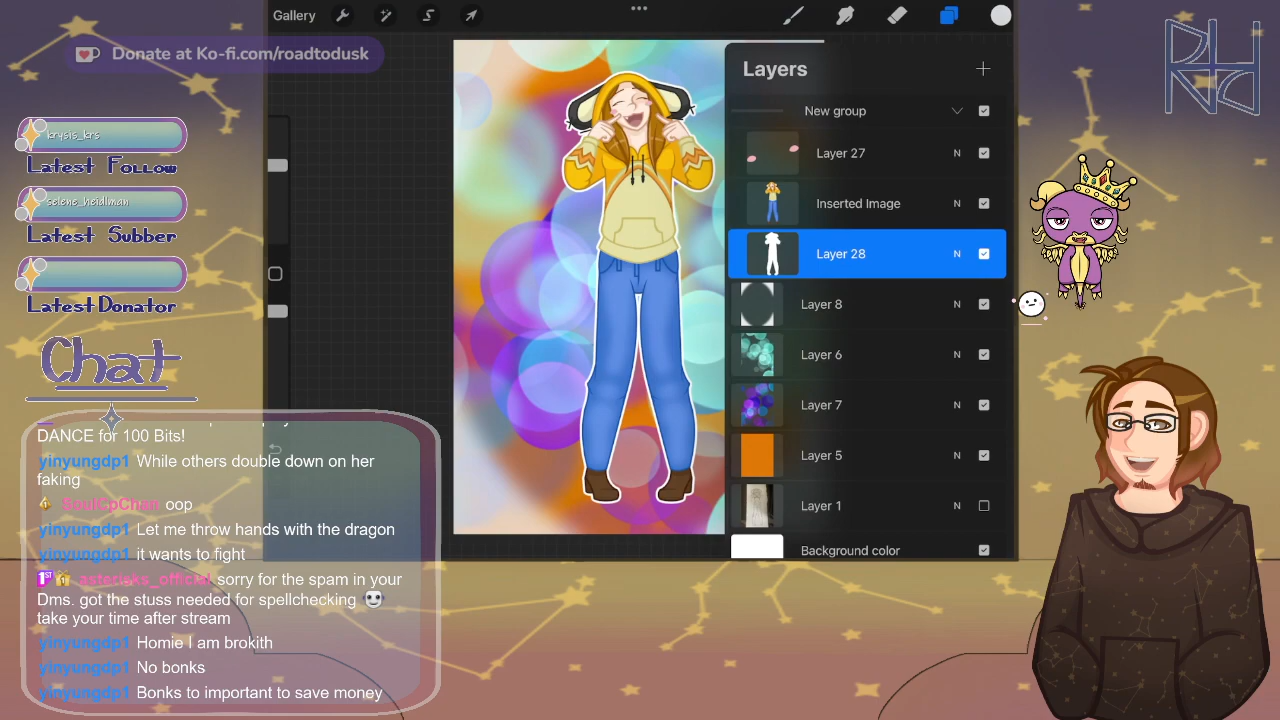 Gallery
Donate at Ko-fi.com/roadtodusk
krysis_krs
Latest Follow
selene_heidlman
Latest Subber
Latest Donator
Chat
DANCE for 100 Bits!
yinyungdp1 While others double down on her
faking
SoulCpChan oop
yinyungdp1 Let me throw hands with the dragon
yinyungdp1 it wants to fight
1ST asterisks_official sorry for the spam in your
Dms. got the stuss needed for spellchecking
take your time after stream
yinyungdp1 Homie I am brokith
yinyungdp1 No bonks
yinyungdp1 Bonks to important to save money
Layers
New group
Layer 27 N
Inserted Image N
Layer 28 N
Layer 8 N
Layer 6 N
Layer 7 N
Layer 5 N
Layer 1 N
Background color